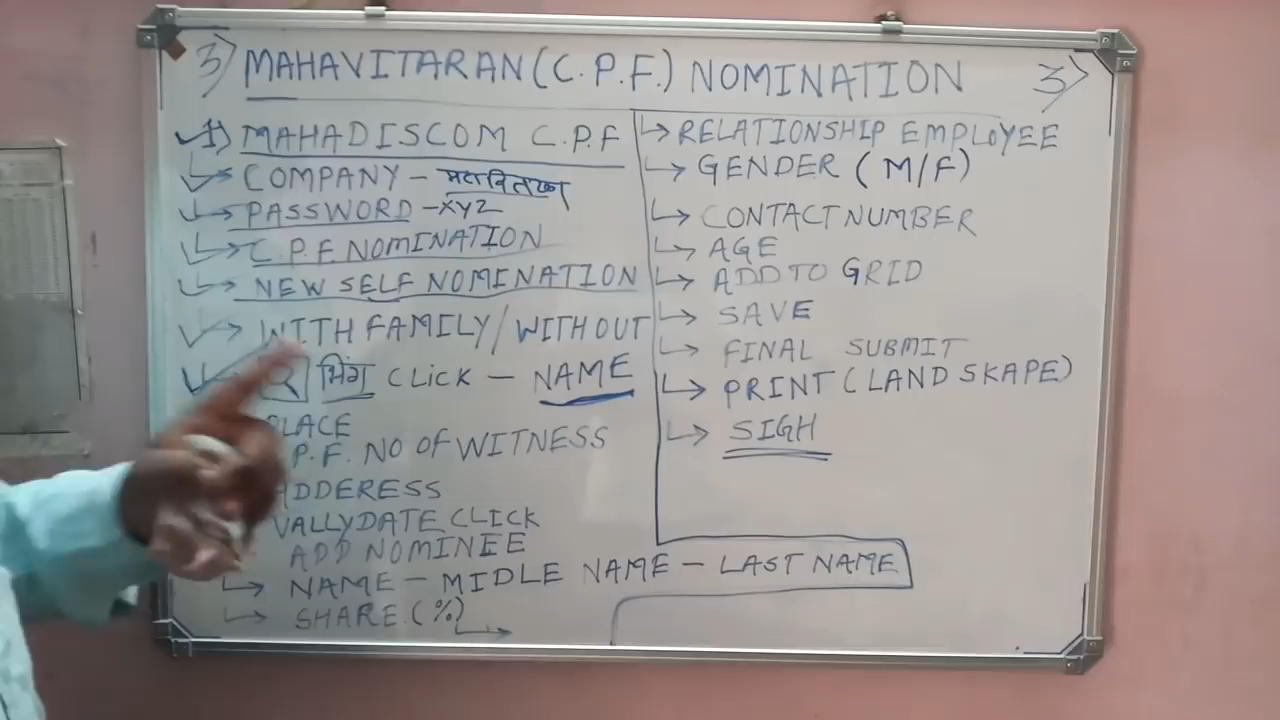 3) MAHAVITARAN (C.P.F.) NOMINATION 3)
1) MAHADISCOM C.P.F
COMPANY - महावितरण
PASSWORD - XYZ
C.P.F NOMINATION
NEW SELF NOMINATION
WITH FAMILY / WITHOUT
भिंग CLICK - NAME
PLACE
P.F. NO OF WITNESS
ADDERESS
VALLYDATE CLICK
ADD NOMINEE
NAME - MIDLE NAME - LAST NAME
SHARE (%)
RELATIONSHIP EMPLOYEE
GENDER (M/F)
CONTACT NUMBER
AGE
ADD TO GRID
SAVE
FINAL SUBMIT
PRINT (LANDSKAPE)
SIGH